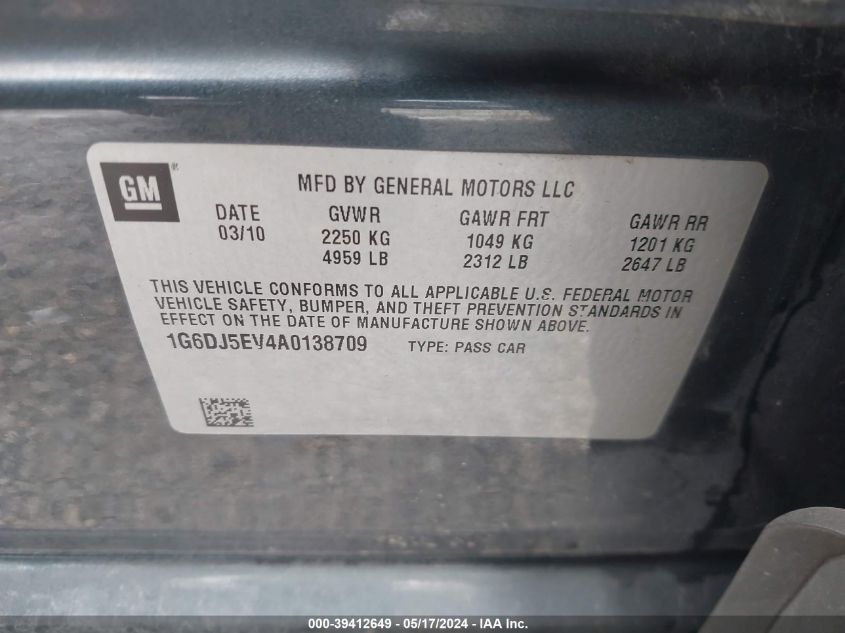 GM®
MFD BY GENERAL MOTORS LLC
DATE GVWR GAWR FRT GAWR RR
03/10 2250 KG 1049 KG 1201 KG
4959 LB 2312 LB 2647 LB
THIS VEHICLE CONFORMS TO ALL APPLICABLE U.S. FEDERAL MOTOR
VEHICLE SAFETY, BUMPER, AND THEFT PREVENTION STANDARDS IN
EFFECT ON THE DATE OF MANUFACTURE SHOWN ABOVE.
1G6DJ5EV4A0138709 TYPE: PASS CAR
000-39412649 - 05/17/2024 - IAA Inc.